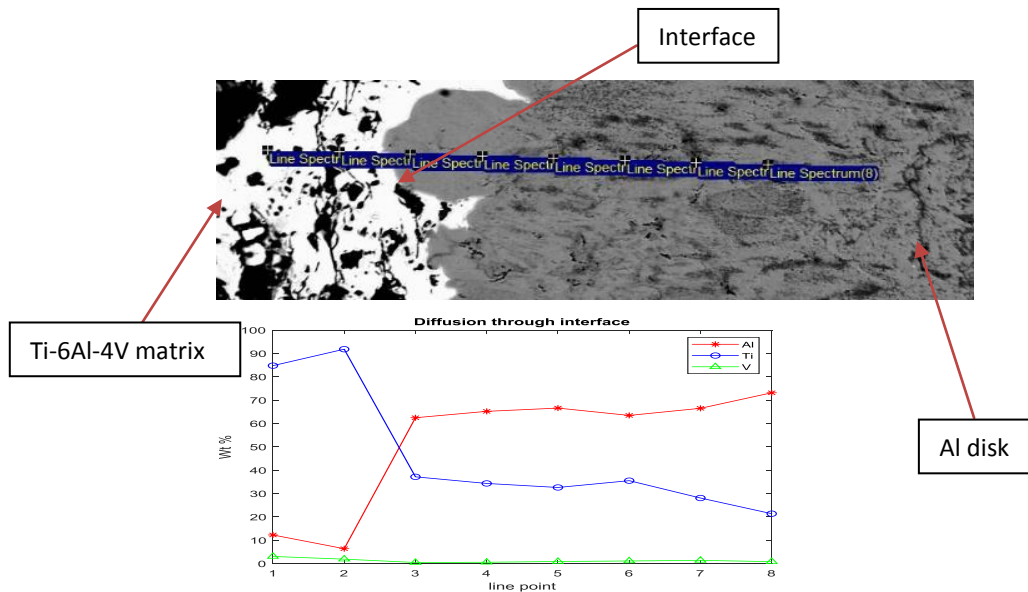 Interface
Line Spectr Line Spectr Line Spectr Line Spectr Line Spectr Line Spectr Line Spectr Line Spectrum(8)
Ti-6Al-4V matrix
Al disk
Diffusion through interface
Al
Ti
V
100
90
80
70
60
50
40
30
20
10
0
Wt %
1 2 3 4 5 6 7 8
line point